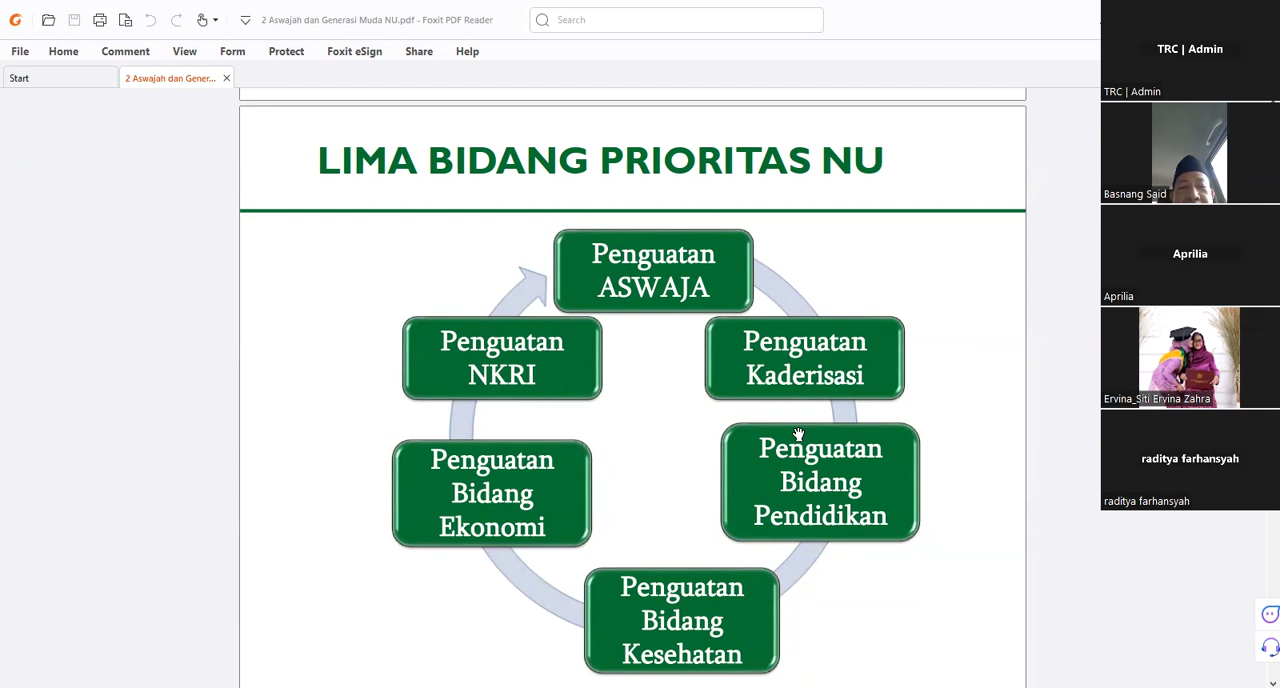 2 Aswajah dan Generasi Muda NU.pdf - Foxit PDF Reader
Search
File Home Comment View Form Protect Foxit eSign Share Help
Start
2 Aswajah dan Gener...
LIMA BIDANG PRIORITAS NU
Penguatan
ASWAJA
Penguatan
Kaderisasi
Penguatan
Bidang
Pendidikan
Penguatan
Bidang
Kesehatan
Penguatan
Bidang
Ekonomi
Penguatan
NKRI
TRC | Admin
TRC | Admin
Basnang Said
Aprilia
Aprilia
Ervina_Siti Ervina Zahra
raditya farhansyah
raditya farhansyah